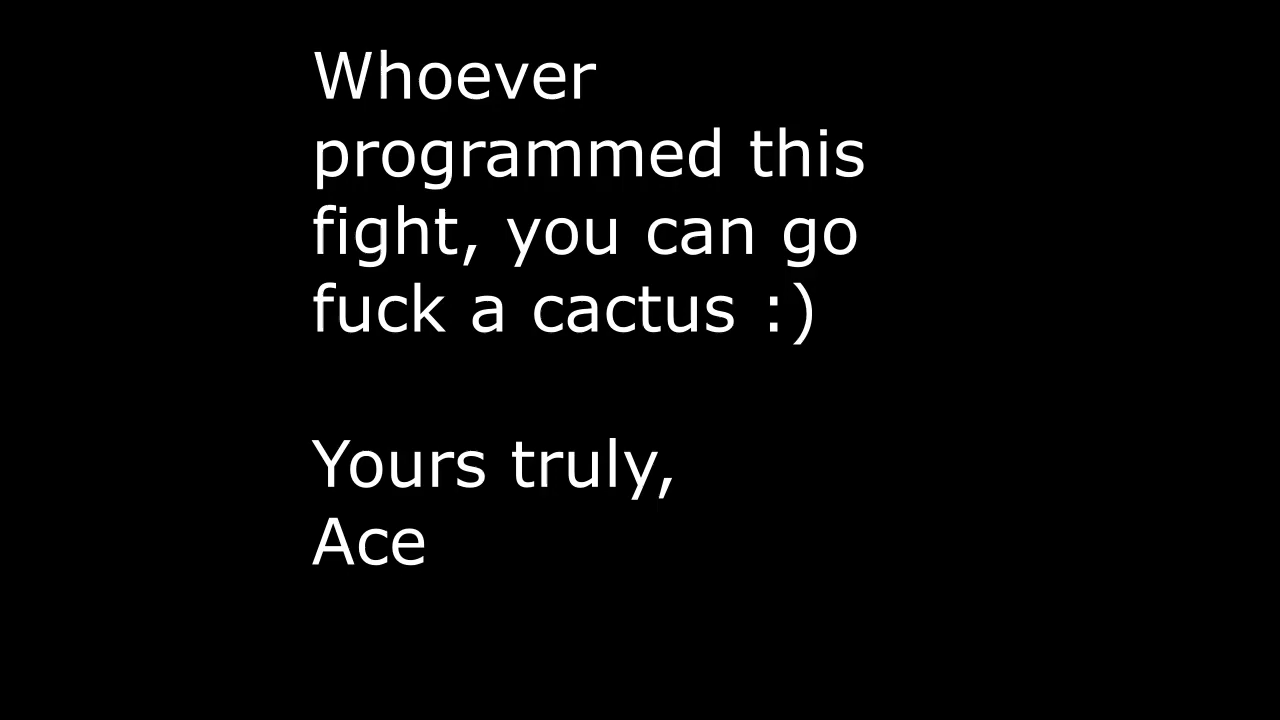 Whoever
programmed this
fight, you can go
fuck a cactus :)
Yours truly,
Ace